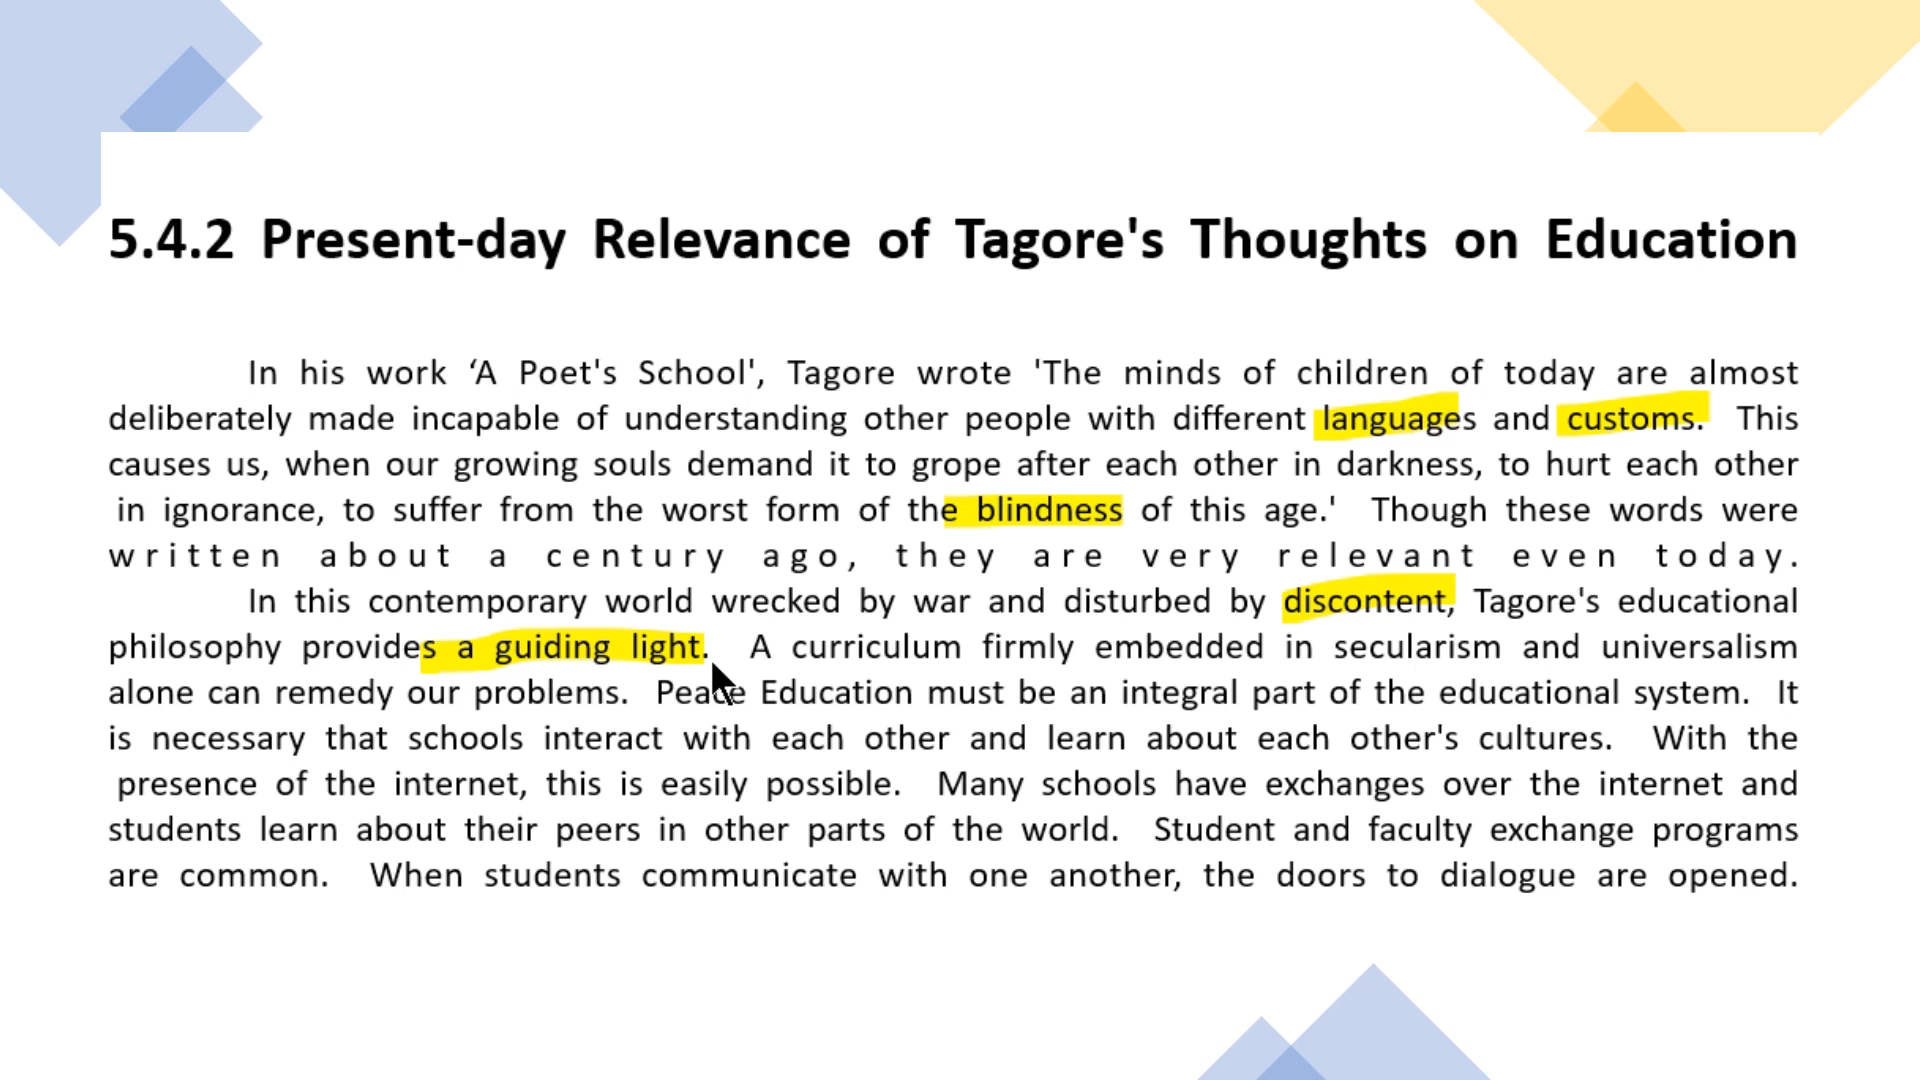 5.4.2 Present-day Relevance of Tagore's Thoughts on Education
In his work ‘A Poet's School', Tagore wrote 'The minds of children of today are almost
deliberately made incapable of understanding other people with different languages and customs. This
causes us, when our growing souls demand it to grope after each other in darkness, to hurt each other
in ignorance, to suffer from the worst form of the blindness of this age.' Though these words were
written about a century ago, they are very relevant even today.
In this contemporary world wrecked by war and disturbed by discontent, Tagore's educational
philosophy provides a guiding light. A curriculum firmly embedded in secularism and universalism
alone can remedy our problems. Peace Education must be an integral part of the educational system. It
is necessary that schools interact with each other and learn about each other's cultures. With the
presence of the internet, this is easily possible. Many schools have exchanges over the internet and
students learn about their peers in other parts of the world. Student and faculty exchange programs
are common. When students communicate with one another, the doors to dialogue are opened.